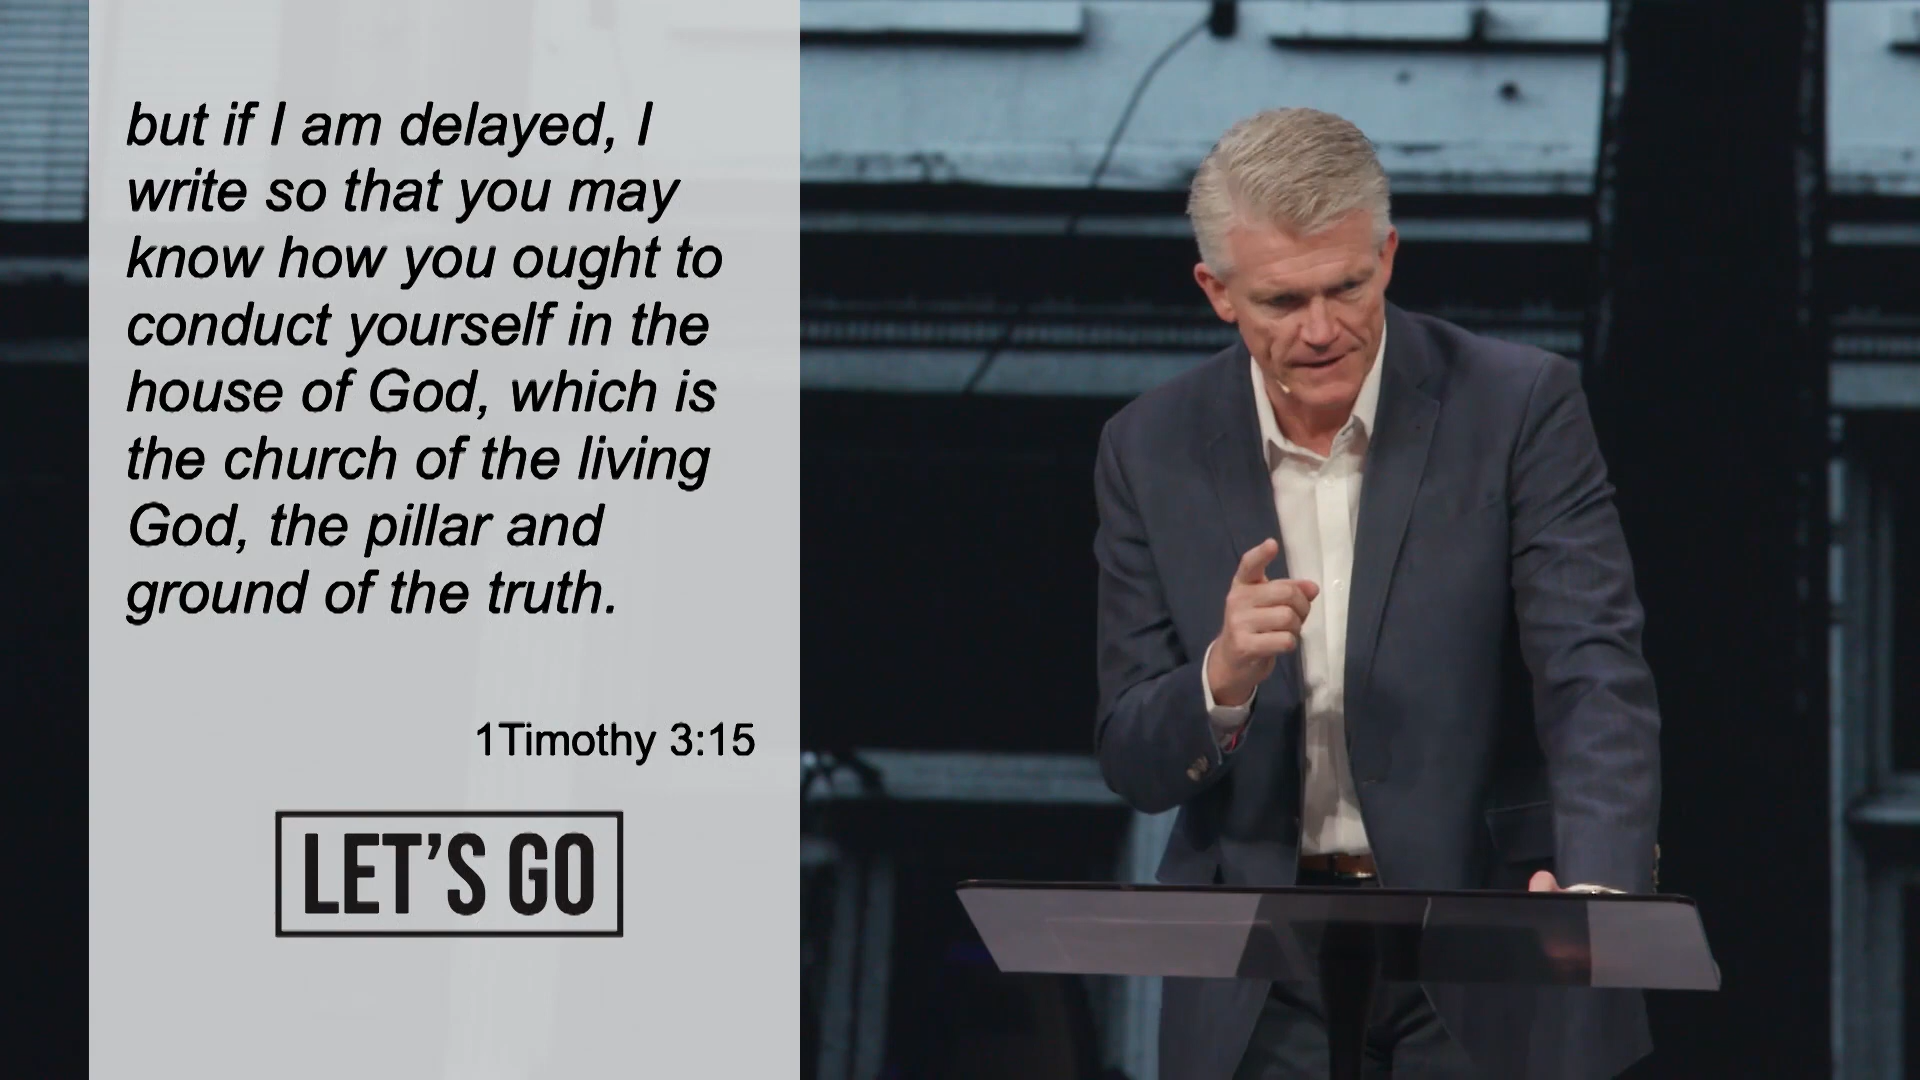 but if I am delayed, I
write so that you may
know how you ought to
conduct yourself in the
house of God, which is
the church of the living
God, the pillar and
ground of the truth.
1Timothy 3:15
LET'S GO